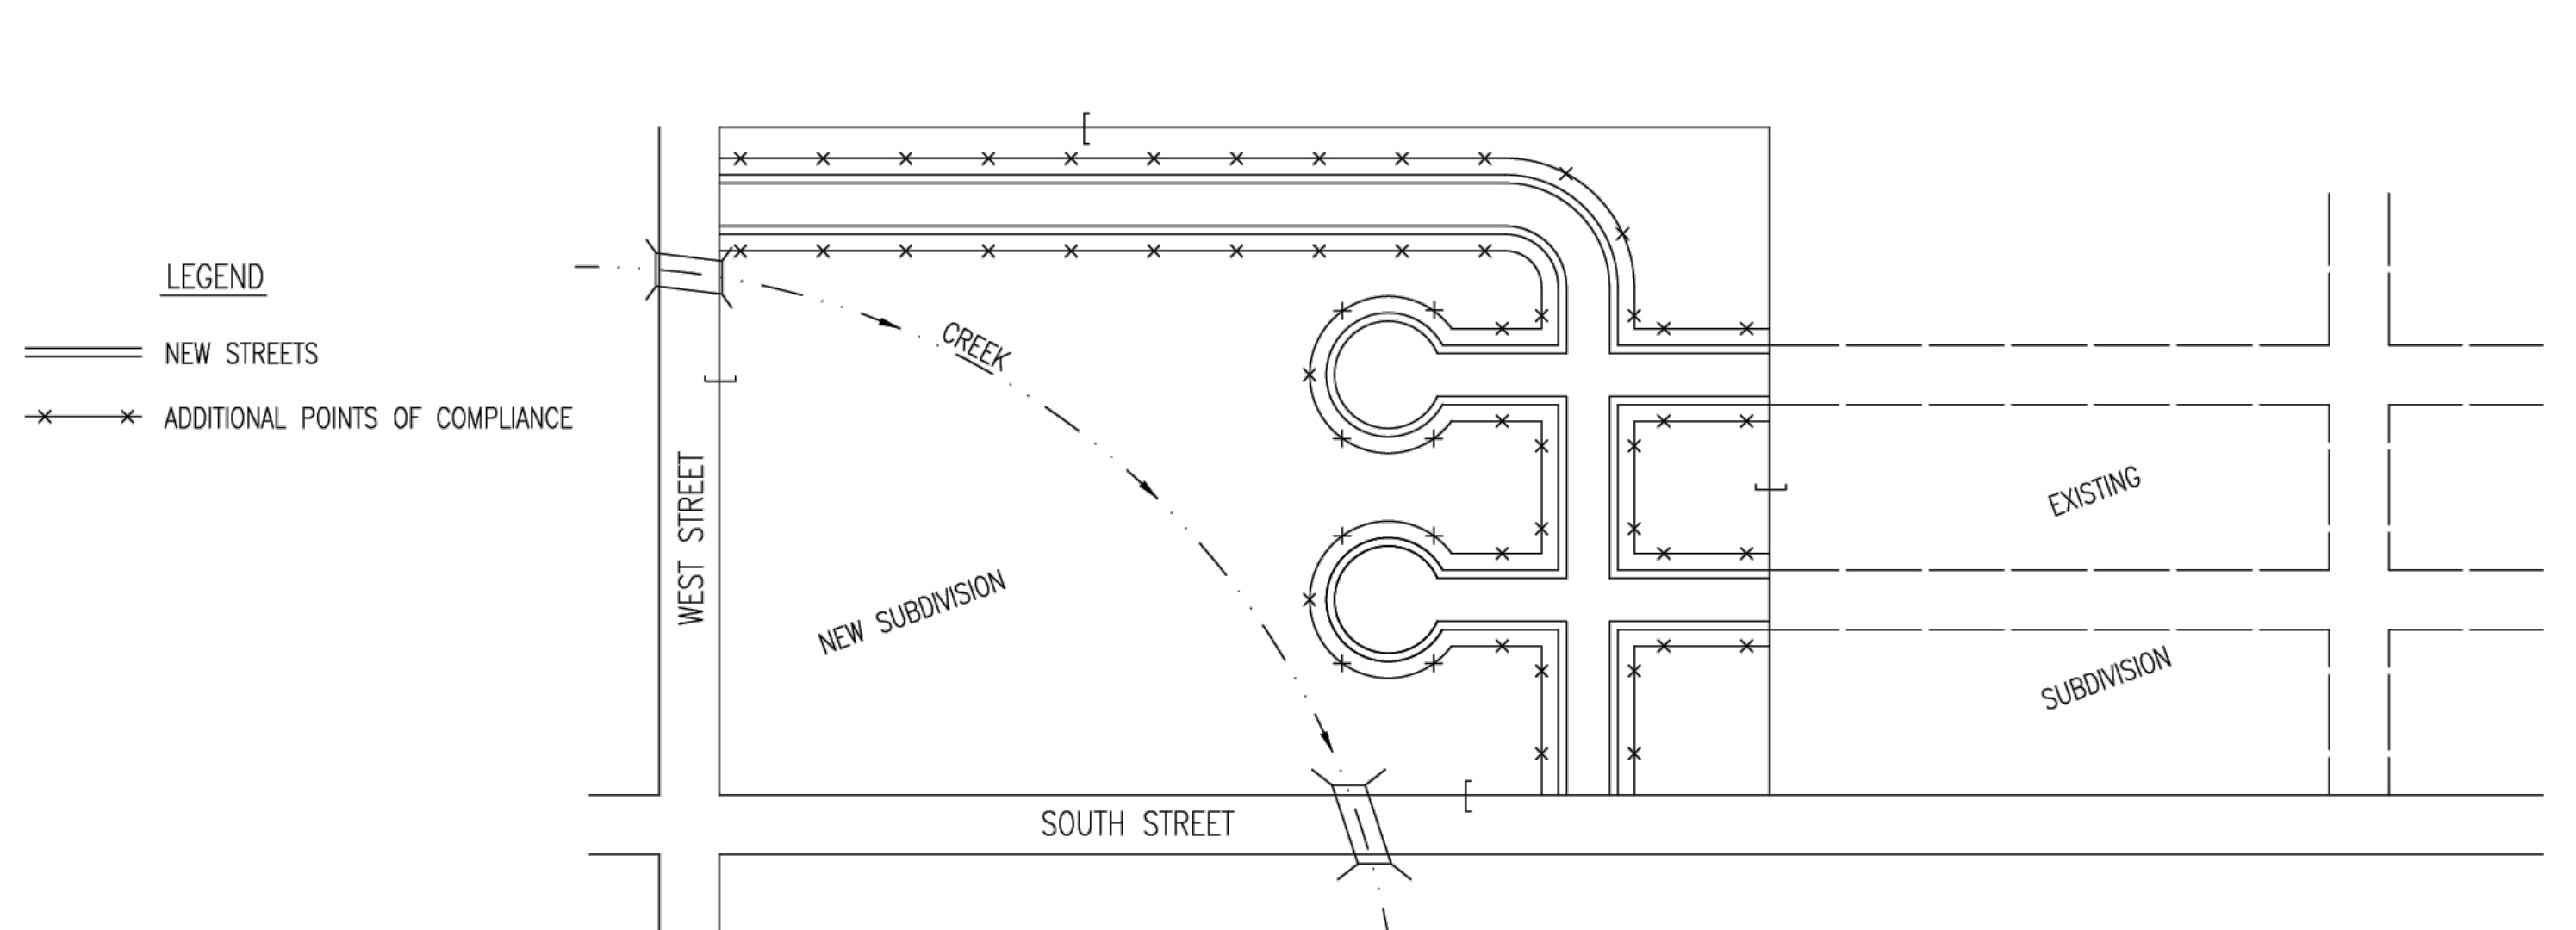 LEGEND
NEW STREETS
ADDITIONAL POINTS OF COMPLIANCE
CREEK
WEST STREET
NEW SUBDIVISION
SOUTH STREET
EXISTING
SUBDIVISION